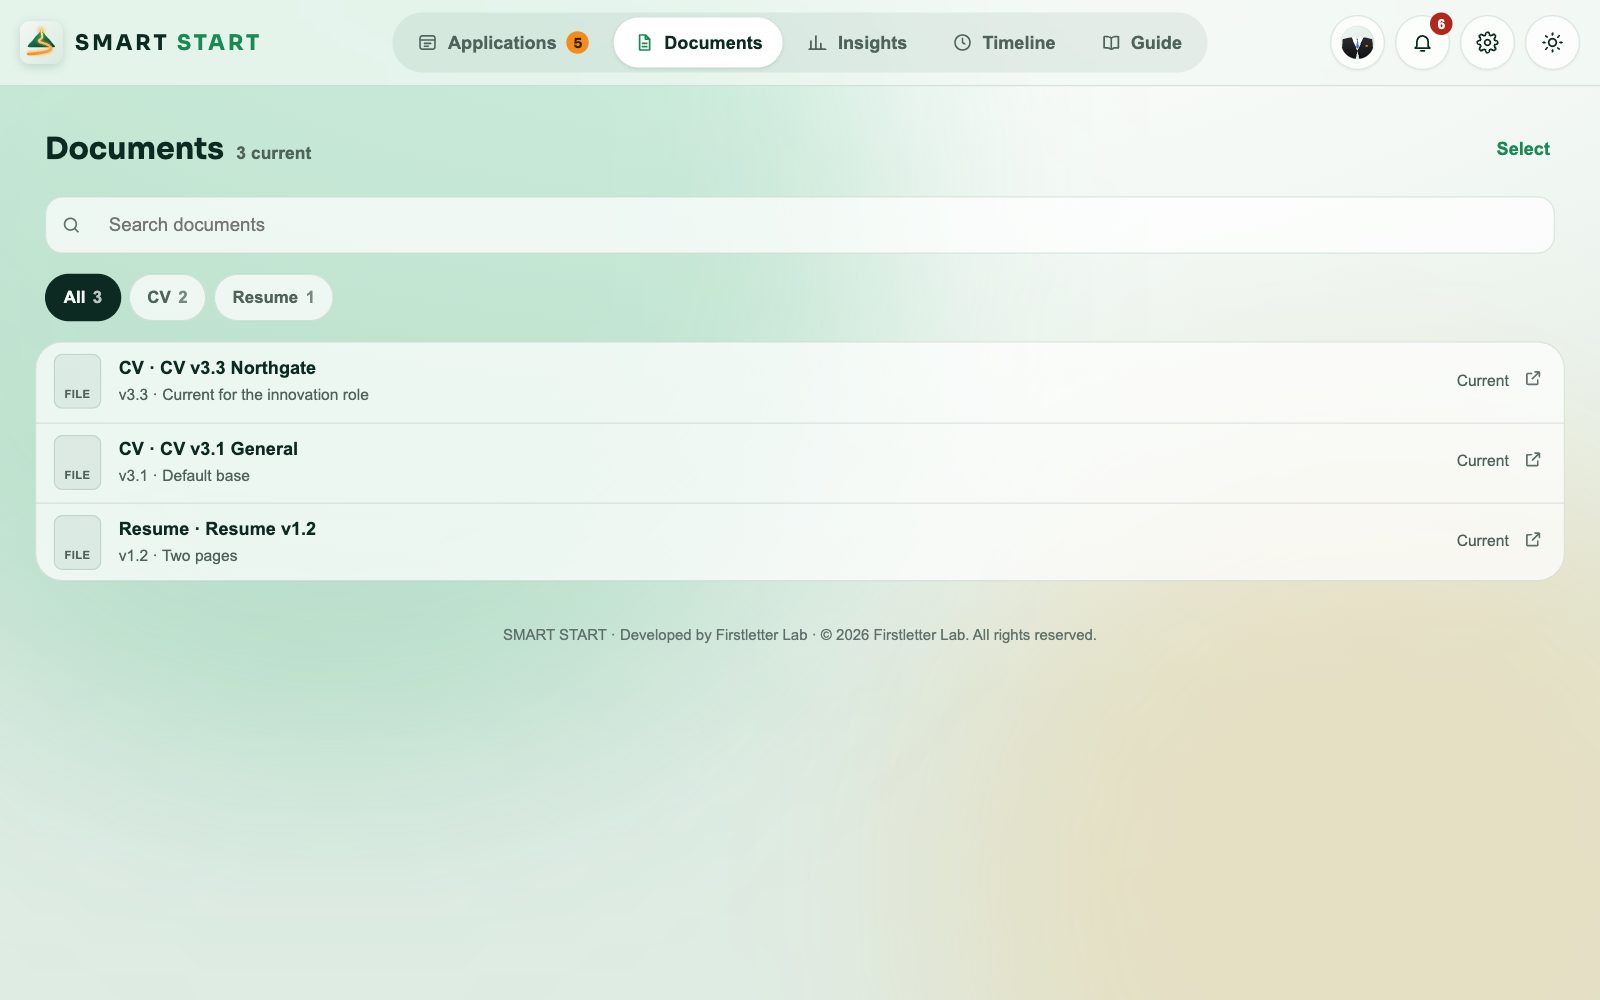 SMART START
Applications 5
Documents
Insights
Timeline
Guide
6
Documents 3 current
Select
Search documents
All 3
CV 2
Resume 1
FILE
CV · CV v3.3 Northgate
v3.3 · Current for the innovation role
Current
FILE
CV · CV v3.1 General
v3.1 · Default base
Current
FILE
Resume · Resume v1.2
v1.2 · Two pages
Current
SMART START · Developed by Firstletter Lab · © 2026 Firstletter Lab. All rights reserved.